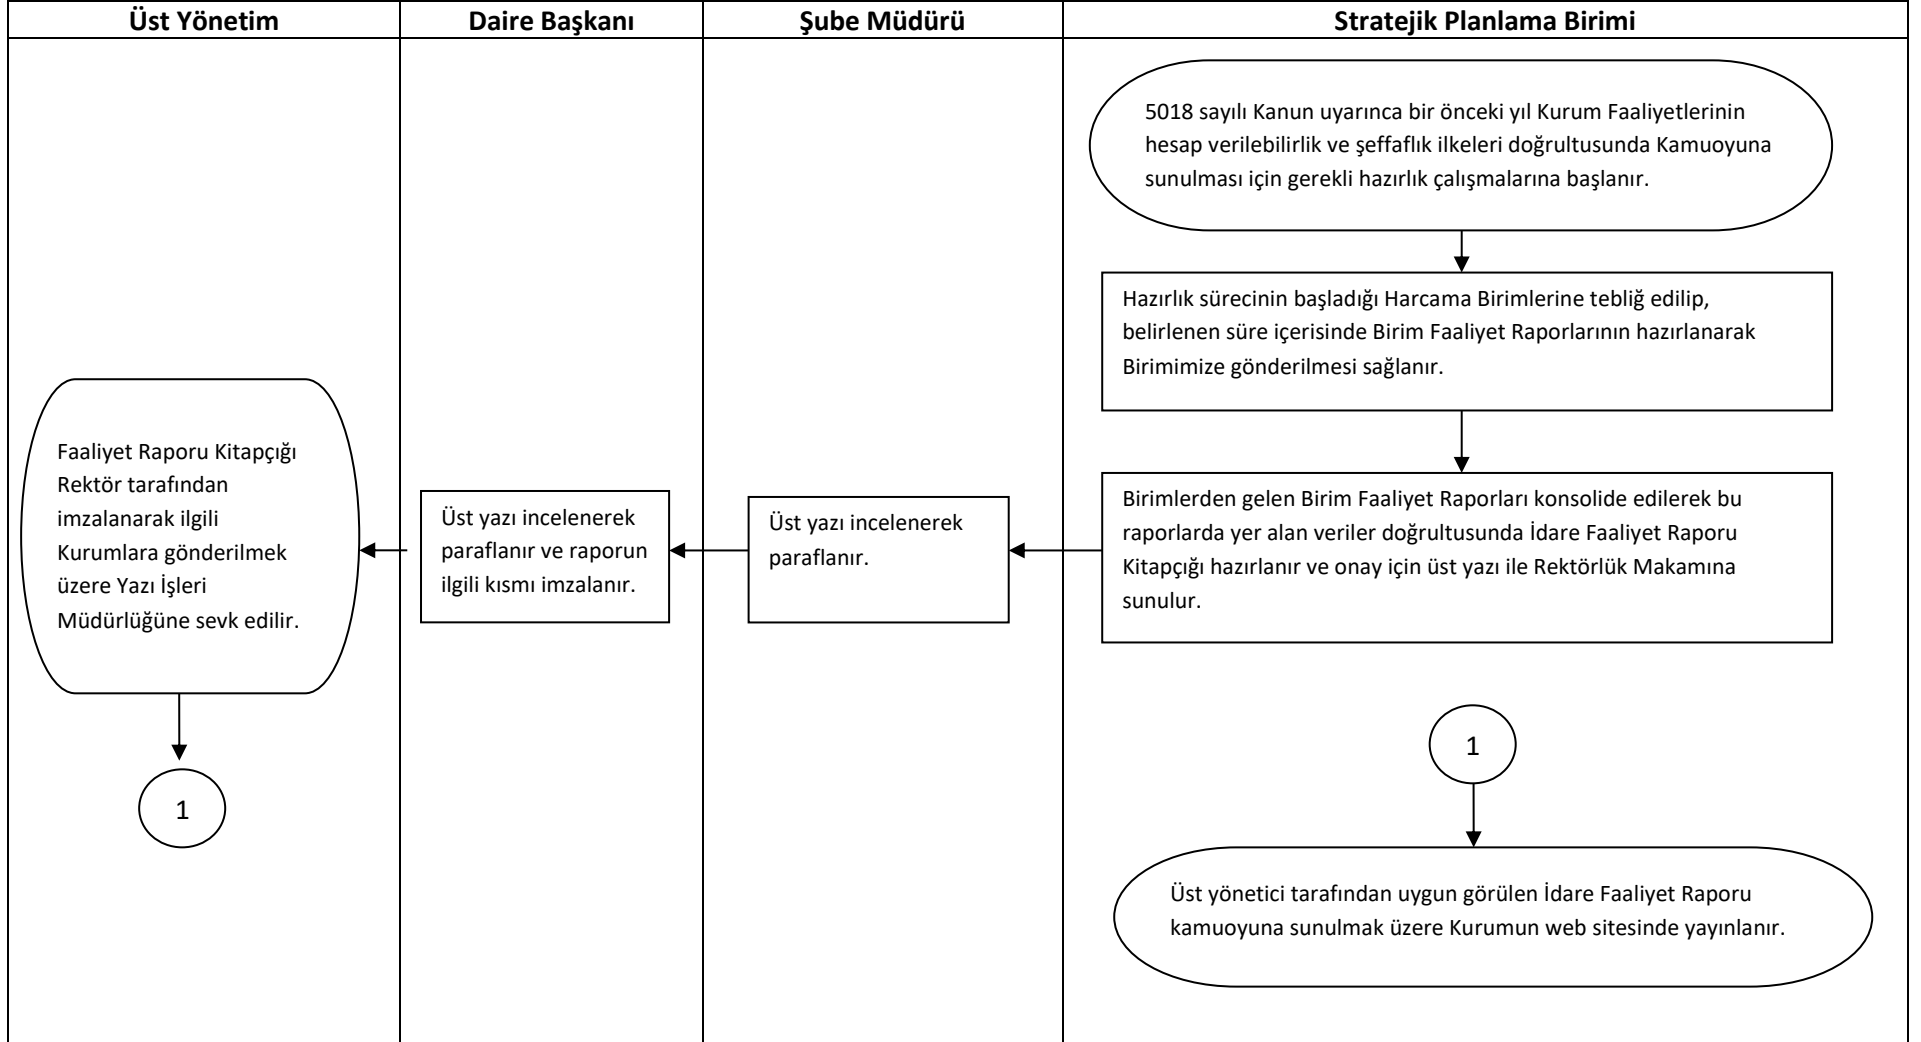 Üst Yönetim
Daire Başkanı
Şube Müdürü
Stratejik Planlama Birimi
5018 sayılı Kanun uyarınca bir önceki yıl Kurum Faaliyetlerinin
hesap verilebilirlik ve şeffaflık ilkeleri doğrultusunda Kamuoyuna
sunulması için gerekli hazırlık çalışmalarına başlanır.
Hazırlık sürecinin başladığı Harcama Birimlerine tebliğ edilip,
belirlenen süre içerisinde Birim Faaliyet Raporlarının hazırlanarak
Birimimize gönderilmesi sağlanır.
Birimlerden gelen Birim Faaliyet Raporları konsolide edilerek bu
raporlarda yer alan veriler doğrultusunda İdare Faaliyet Raporu
Kitapçığı hazırlanır ve onay için üst yazı ile Rektörlük Makamına
sunulur.
Üst yazı incelenerek
paraflanır.
Üst yazı incelenerek
paraflanır ve raporun
ilgili kısmı imzalanır.
Faaliyet Raporu Kitapçığı
Rektör tarafından
imzalanarak ilgili
Kurumlara gönderilmek
üzere Yazı İşleri
Müdürlüğüne sevk edilir.
1
1
Üst yönetici tarafından uygun görülen İdare Faaliyet Raporu
kamuoyuna sunulmak üzere Kurumun web sitesinde yayınlanır.